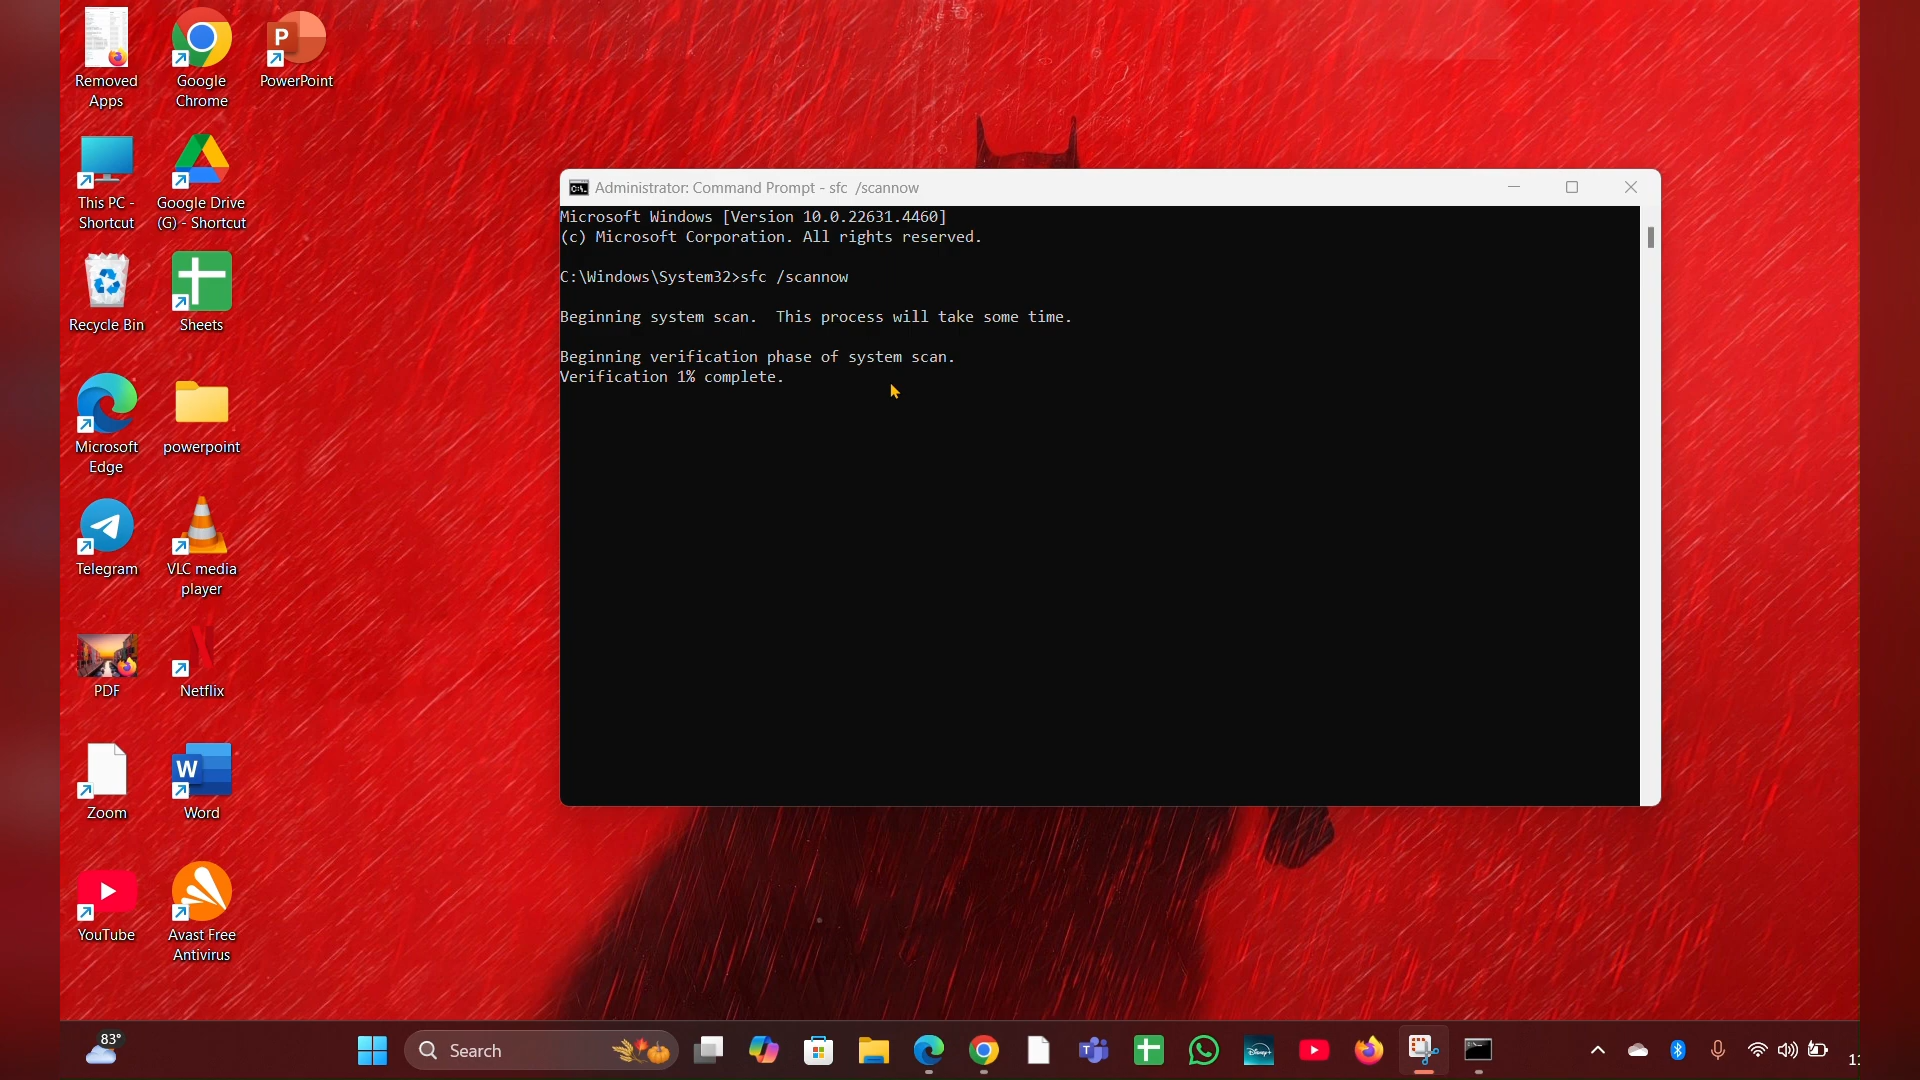 Removed
Apps
Google
Chrome
P
PowerPoint
This PC -
Shortcut
Google Drive
(G) - Shortcut
Recycle Bin
Sheets
Microsoft
Edge
powerpoint
Telegram
VLC media
player
PDF
Netflix
Zoom
W
Word
YouTube
Avast Free
Antivirus
C:\.
Administrator: Command Prompt - sfc  /scannow
Microsoft Windows [Version 10.0.22631.4460]
(c) Microsoft Corporation. All rights reserved.
C:\Windows\System32>sfc /scannow
Beginning system scan.  This process will take some time.
Beginning verification phase of system scan.
Verification 1% complete.
83°
Search
T
Disney+